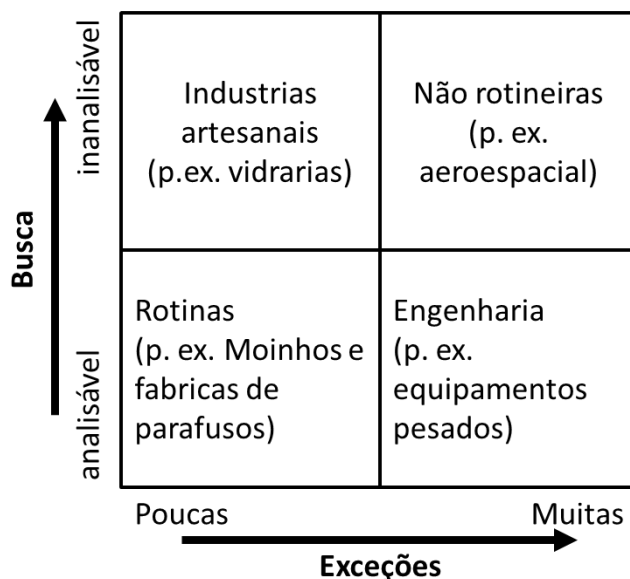 inanalisável
Industrias
artesanais
(p.ex. vidrarias)
Não rotineiras
(p. ex.
aeroespacial)
Busca
analisável
Rotinas
(p. ex. Moinhos e
fabricas de
parafusos)
Engenharia
(p. ex.
equipamentos
pesados)
Poucas
Muitas
Exceções